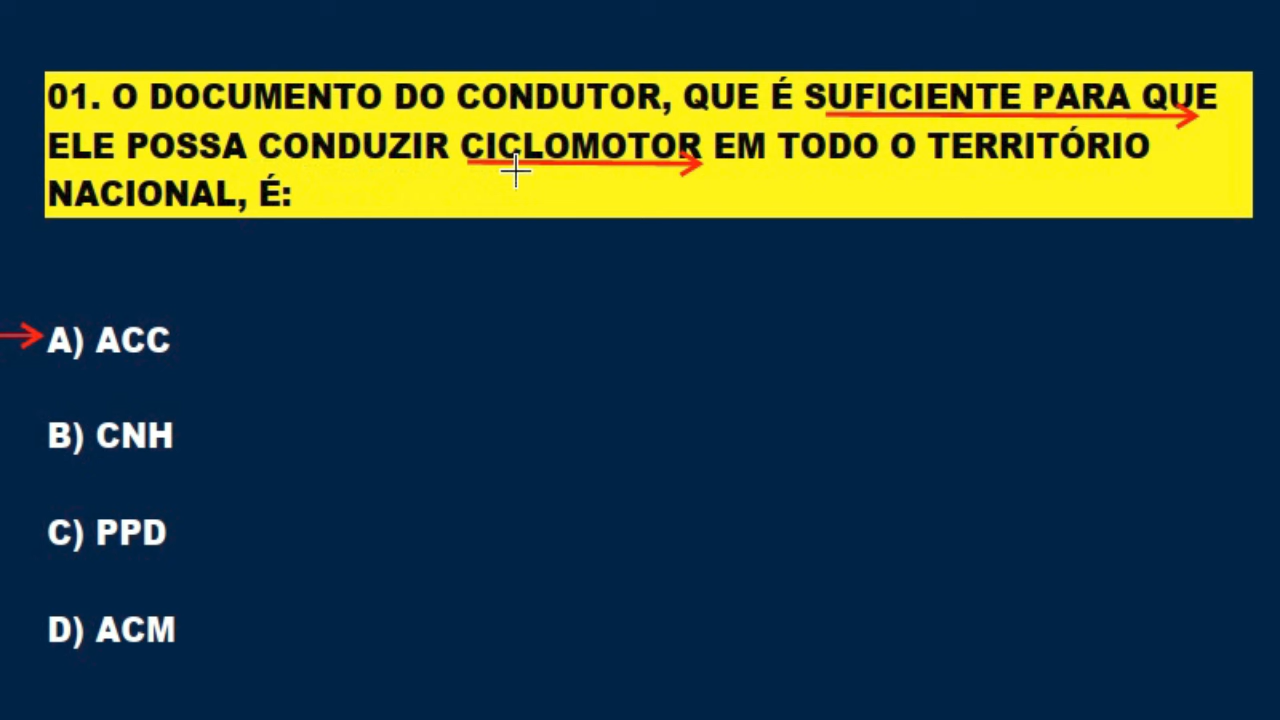 01. O DOCUMENTO DO CONDUTOR, QUE É SUFICIENTE PARA QUE
ELE POSSA CONDUZIR CICLOMOTOR EM TODO O TERRITÓRIO
NACIONAL, É:
A) ACC
B) CNH
C) PPD
D) ACM